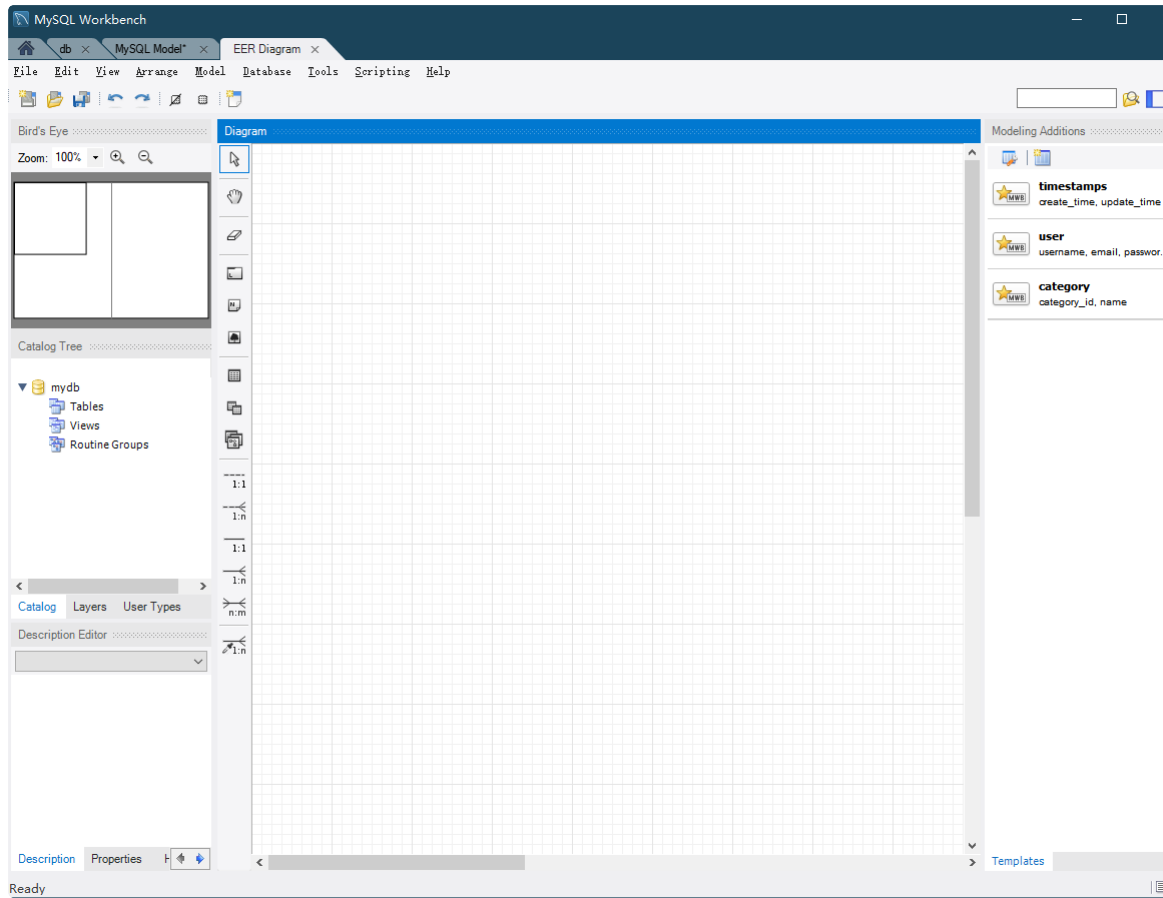 MySQL Workbench
db
MySQL Model*
EER Diagram
File Edit View Arrange Model Database Tools Scripting Help
Bird's Eye
Zoom: 100%
Catalog Tree
mydb
Tables
Views
Routine Groups
Catalog Layers User Types
Description Editor
Description Properties
Ready
Diagram
1:1
1:n
1:1
1:n
n:m
1:n
Modeling Additions
MWB
timestamps
create_time, update_time
MWB
user
username, email, passwor.
MWB
category
category_id, name
Templates